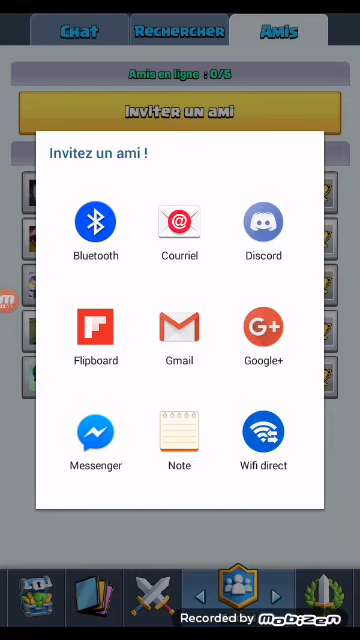 Chat Rechercher Amis
Amis en ligne : 0/5
Inviter un ami
Invitez un ami !
Bluetooth Courriel Discord
Flipboard Gmail Google+
Messenger Note Wifi direct
Recorded by mobizen